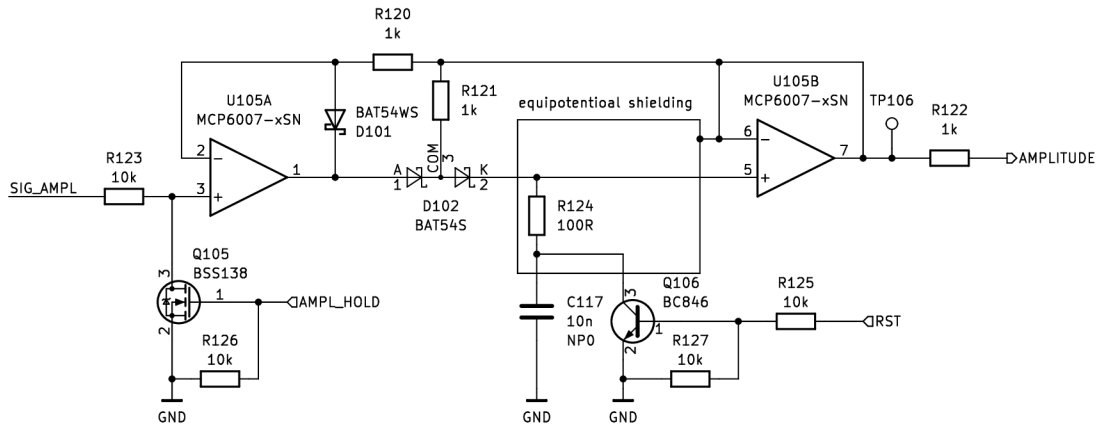 R120
1k
U105A
MCP6007-xSN
R121
1k
BAT54WS
D101
equipotentioal shielding
U105B
MCP6007-xSN
TP106
R122
1k
R123
10k
2
3
1
SIG_AMPL
A
1
COM
3
K
2
D102
BAT54S
6
5
7
AMPLITUDE
R124
100R
Q105
BSS138
3
1
2
AMPL_HOLD
R126
10k
GND
C117
10n
NP0
GND
Q106
BC846
3
1
2
R125
10k
RST
R127
10k
GND